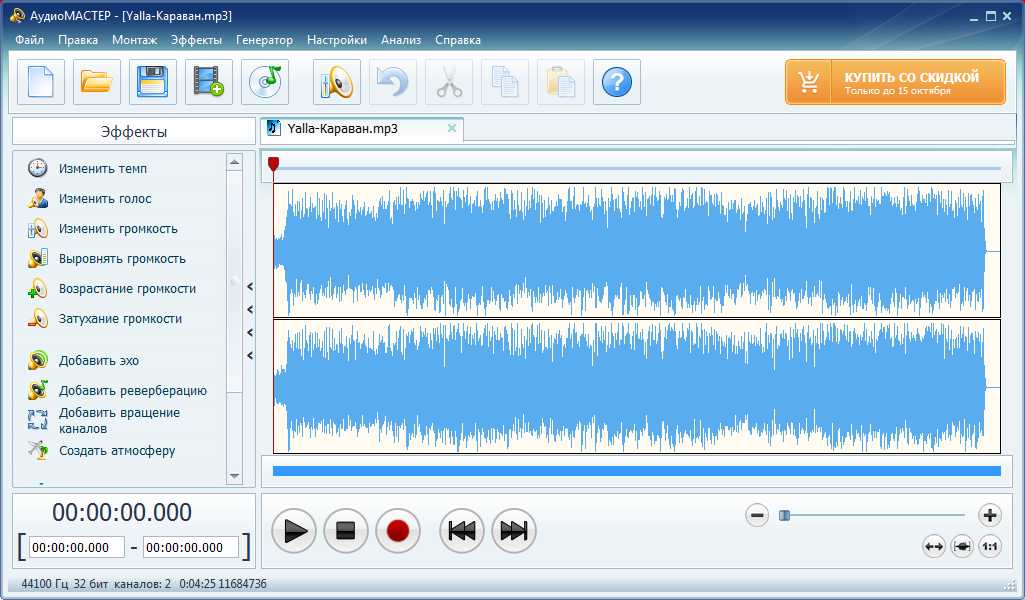 АудиоМАСТЕР - [Yalla-Караван.mp3]
Файл Правка Монтаж Эффекты Генератор Настройки Анализ Справка
КУПИТЬ СО СКИДКОЙ
Только до 15 октября
Эффекты
Yalla-Караван.mp3
Изменить темп
Изменить голос
Изменить громкость
Выровнять громкость
Возрастание громкости
Затухание громкости
Добавить эхо
Добавить реверберацию
Добавить вращение
каналов
Создать атмосферу
00:00:00.000
[ 00:00:00.000 - 00:00:00.000 ]
1:1
44100 Гц 32 бит каналов: 2 0:04:25 11684736